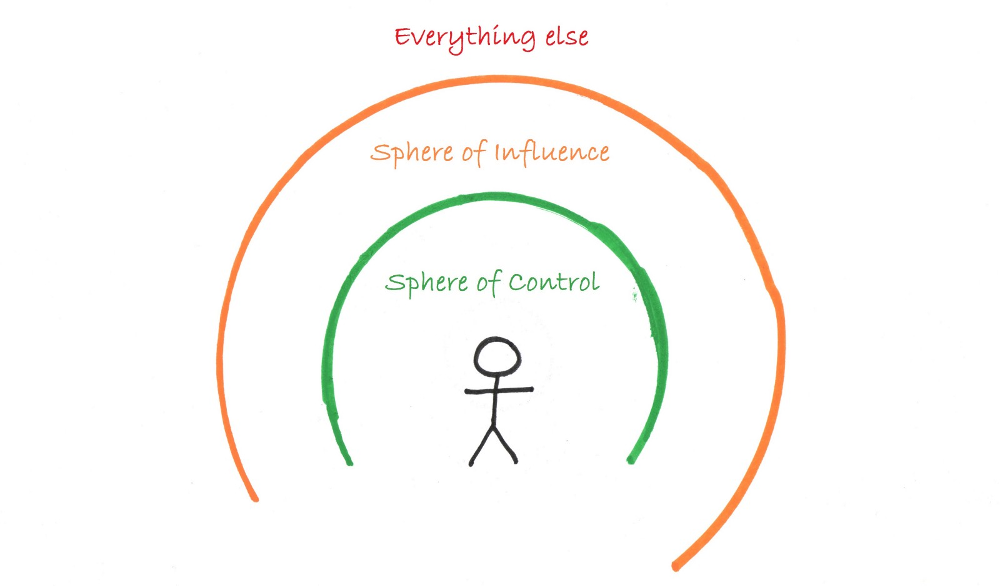 Everything else
Sphere of Influence
Sphere of Control